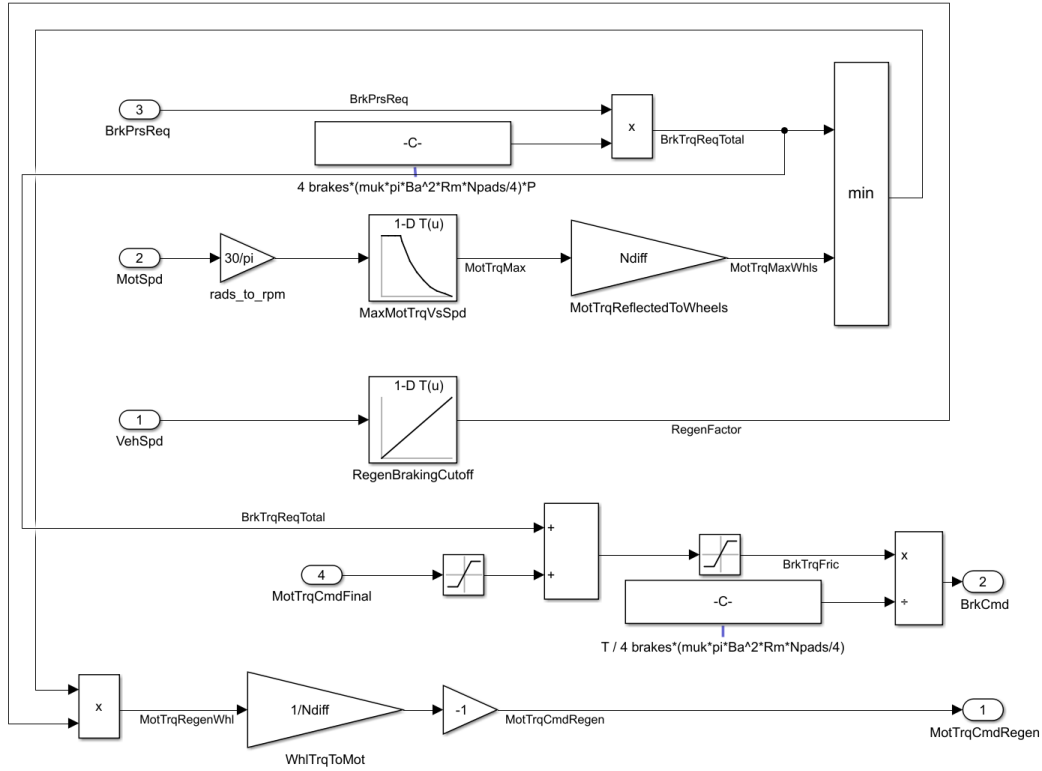 3
BrkPrsReq
BrkPrsReq
-C-
4 brakes*(muk*pi*Ba^2*Rm*Npads/4)*P
x
BrkTrqReqTotal
min
2
MotSpd
30/pi
rads_to_rpm
1-D T(u)
MaxMotTrqVsSpd
MotTrqMax
Ndiff
MotTrqReflectedToWheels
MotTrqMaxWhls
1
VehSpd
1-D T(u)
RegenBrakingCutoff
RegenFactor
BrkTrqReqTotal
4
MotTrqCmdFinal
+
+
BrkTrqFric
-C-
T / 4 brakes*(muk*pi*Ba^2*Rm*Npads/4)
x
÷
2
BrkCmd
x
MotTrqRegenWhl
1/Ndiff
WhlTrqToMot
-1
MotTrqCmdRegen
1
MotTrqCmdRegen